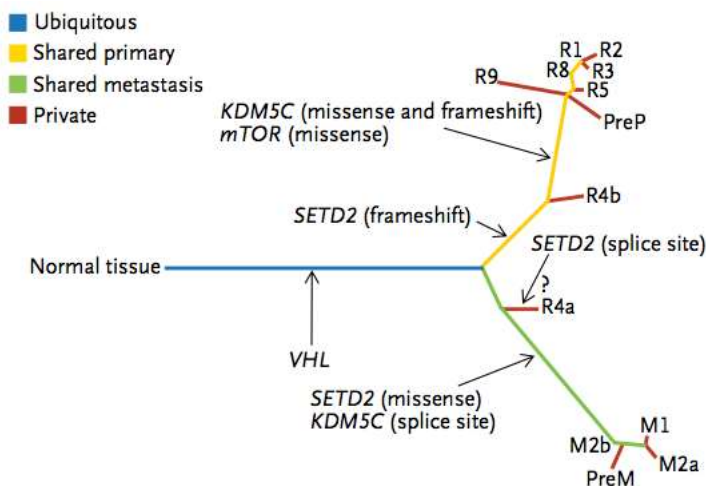 Ubiquitous
Shared primary
Shared metastasis
Private
R1
R2
R8
R3
R9
R5
PreP
KDM5C (missense and frameshift)
mTOR (missense)
R4b
SETD2 (frameshift)
SETD2 (splice site)
Normal tissue
?
R4a
VHL
SETD2 (missense)
KDM5C (splice site)
M1
M2b
M2a
PreM